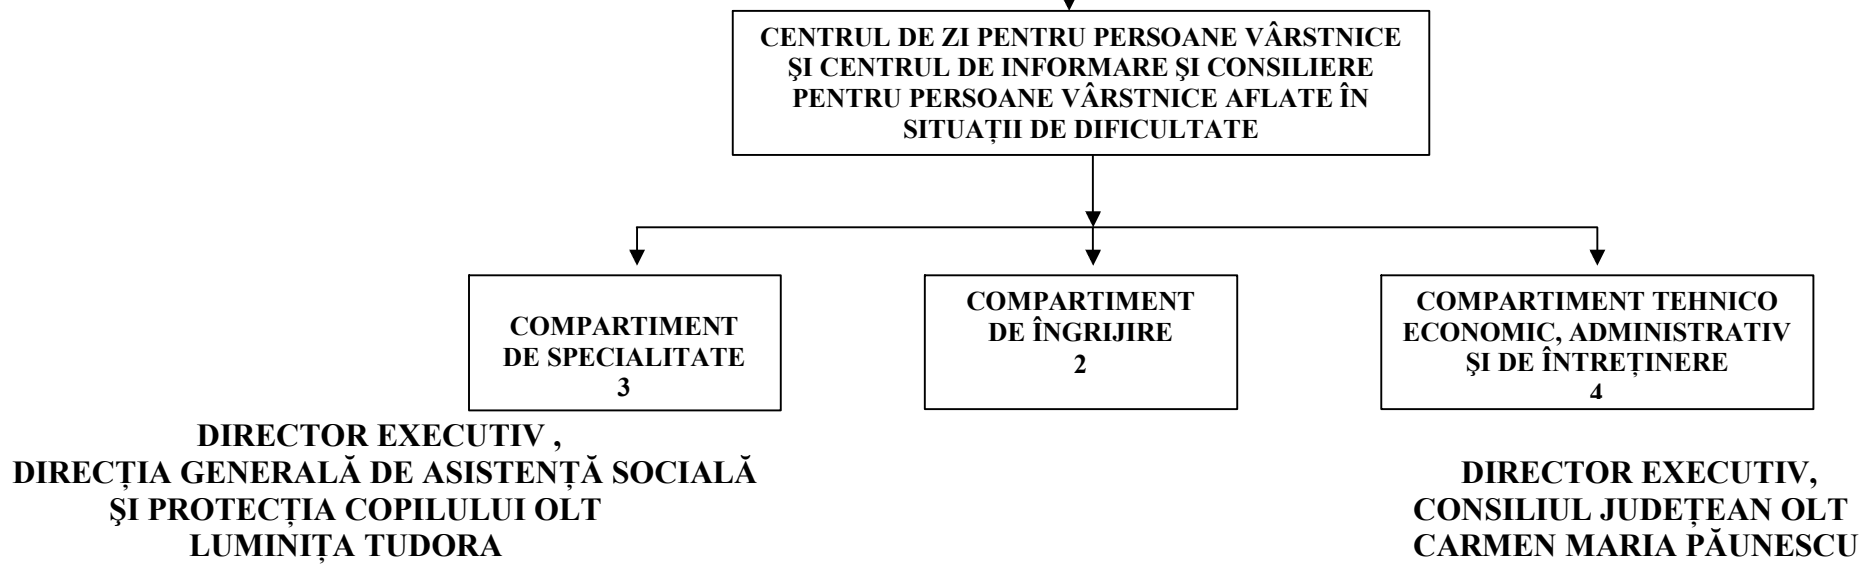 CENTRUL DE ZI PENTRU PERSOANE VÂRSTNICE
ŞI CENTRUL DE INFORMARE ŞI CONSILIERE
PENTRU PERSOANE VÂRSTNICE AFLATE ÎN
SITUAȚII DE DIFICULTATE
COMPARTIMENT
DE SPECIALITATE
3
COMPARTIMENT
DE ÎNGRIJIRE
2
COMPARTIMENT TEHNICO
ECONOMIC, ADMINISTRATIV
ŞI DE ÎNTREȚINERE
4
DIRECTOR EXECUTIV ,
DIRECȚIA GENERALĂ DE ASISTENȚĂ SOCIALĂ
ŞI PROTECȚIA COPILULUI OLT
LUMINIȚA TUDORA
DIRECTOR EXECUTIV,
CONSILIUL JUDEȚEAN OLT
CARMEN MARIA PĂUNESCU